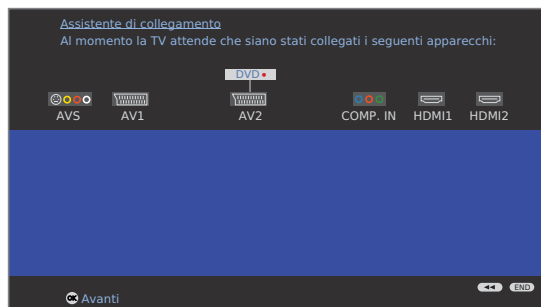 Assistente di collegamento
Al momento la TV attende che siano stati collegati i seguenti apparecchi:
DVD
AVS AV1 AV2 COMP. IN HDMI1 HDMI2
END
OK Avanti